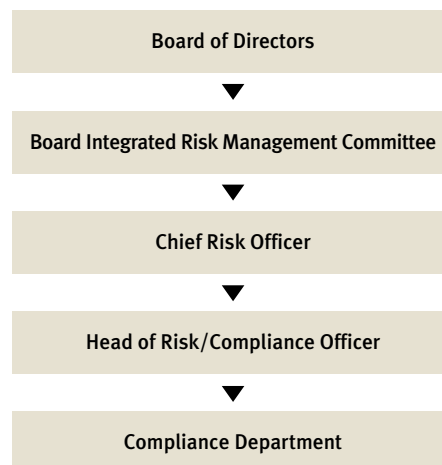 Board of Directors
Board Integrated Risk Management Committee
Chief Risk Officer
Head of Risk/Compliance Officer
Compliance Department